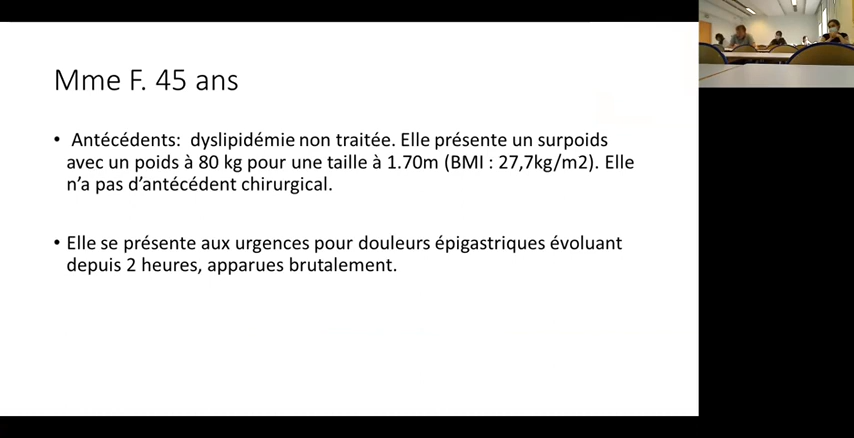 Mme F. 45 ans
• Antécédents: dyslipidémie non traitée. Elle présente un surpoids
avec un poids à 80 kg pour une taille à 1.70m (BMI : 27,7kg/m2). Elle
n'a pas d'antécédent chirurgical.
• Elle se présente aux urgences pour douleurs épigastriques évoluant
depuis 2 heures, apparues brutalement.